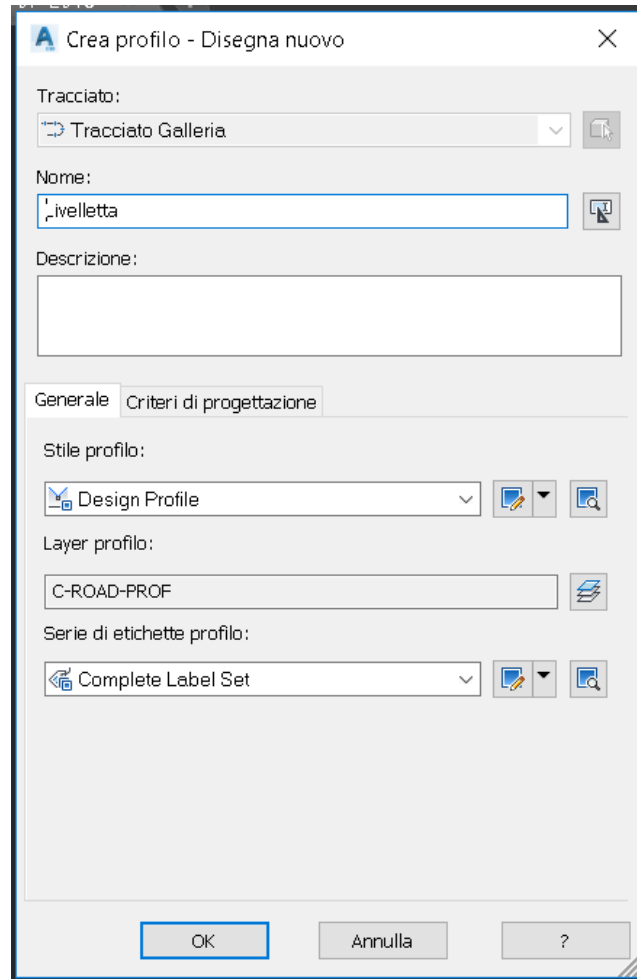 Crea profilo - Disegna nuovo
Tracciato:
Tracciato Galleria
Nome:
Livelletta
Descrizione:
Generale Criteri di progettazione
Stile profilo:
Design Profile
Layer profilo:
C-ROAD-PROF
Serie di etichette profilo:
Complete Label Set
OK Annulla ?